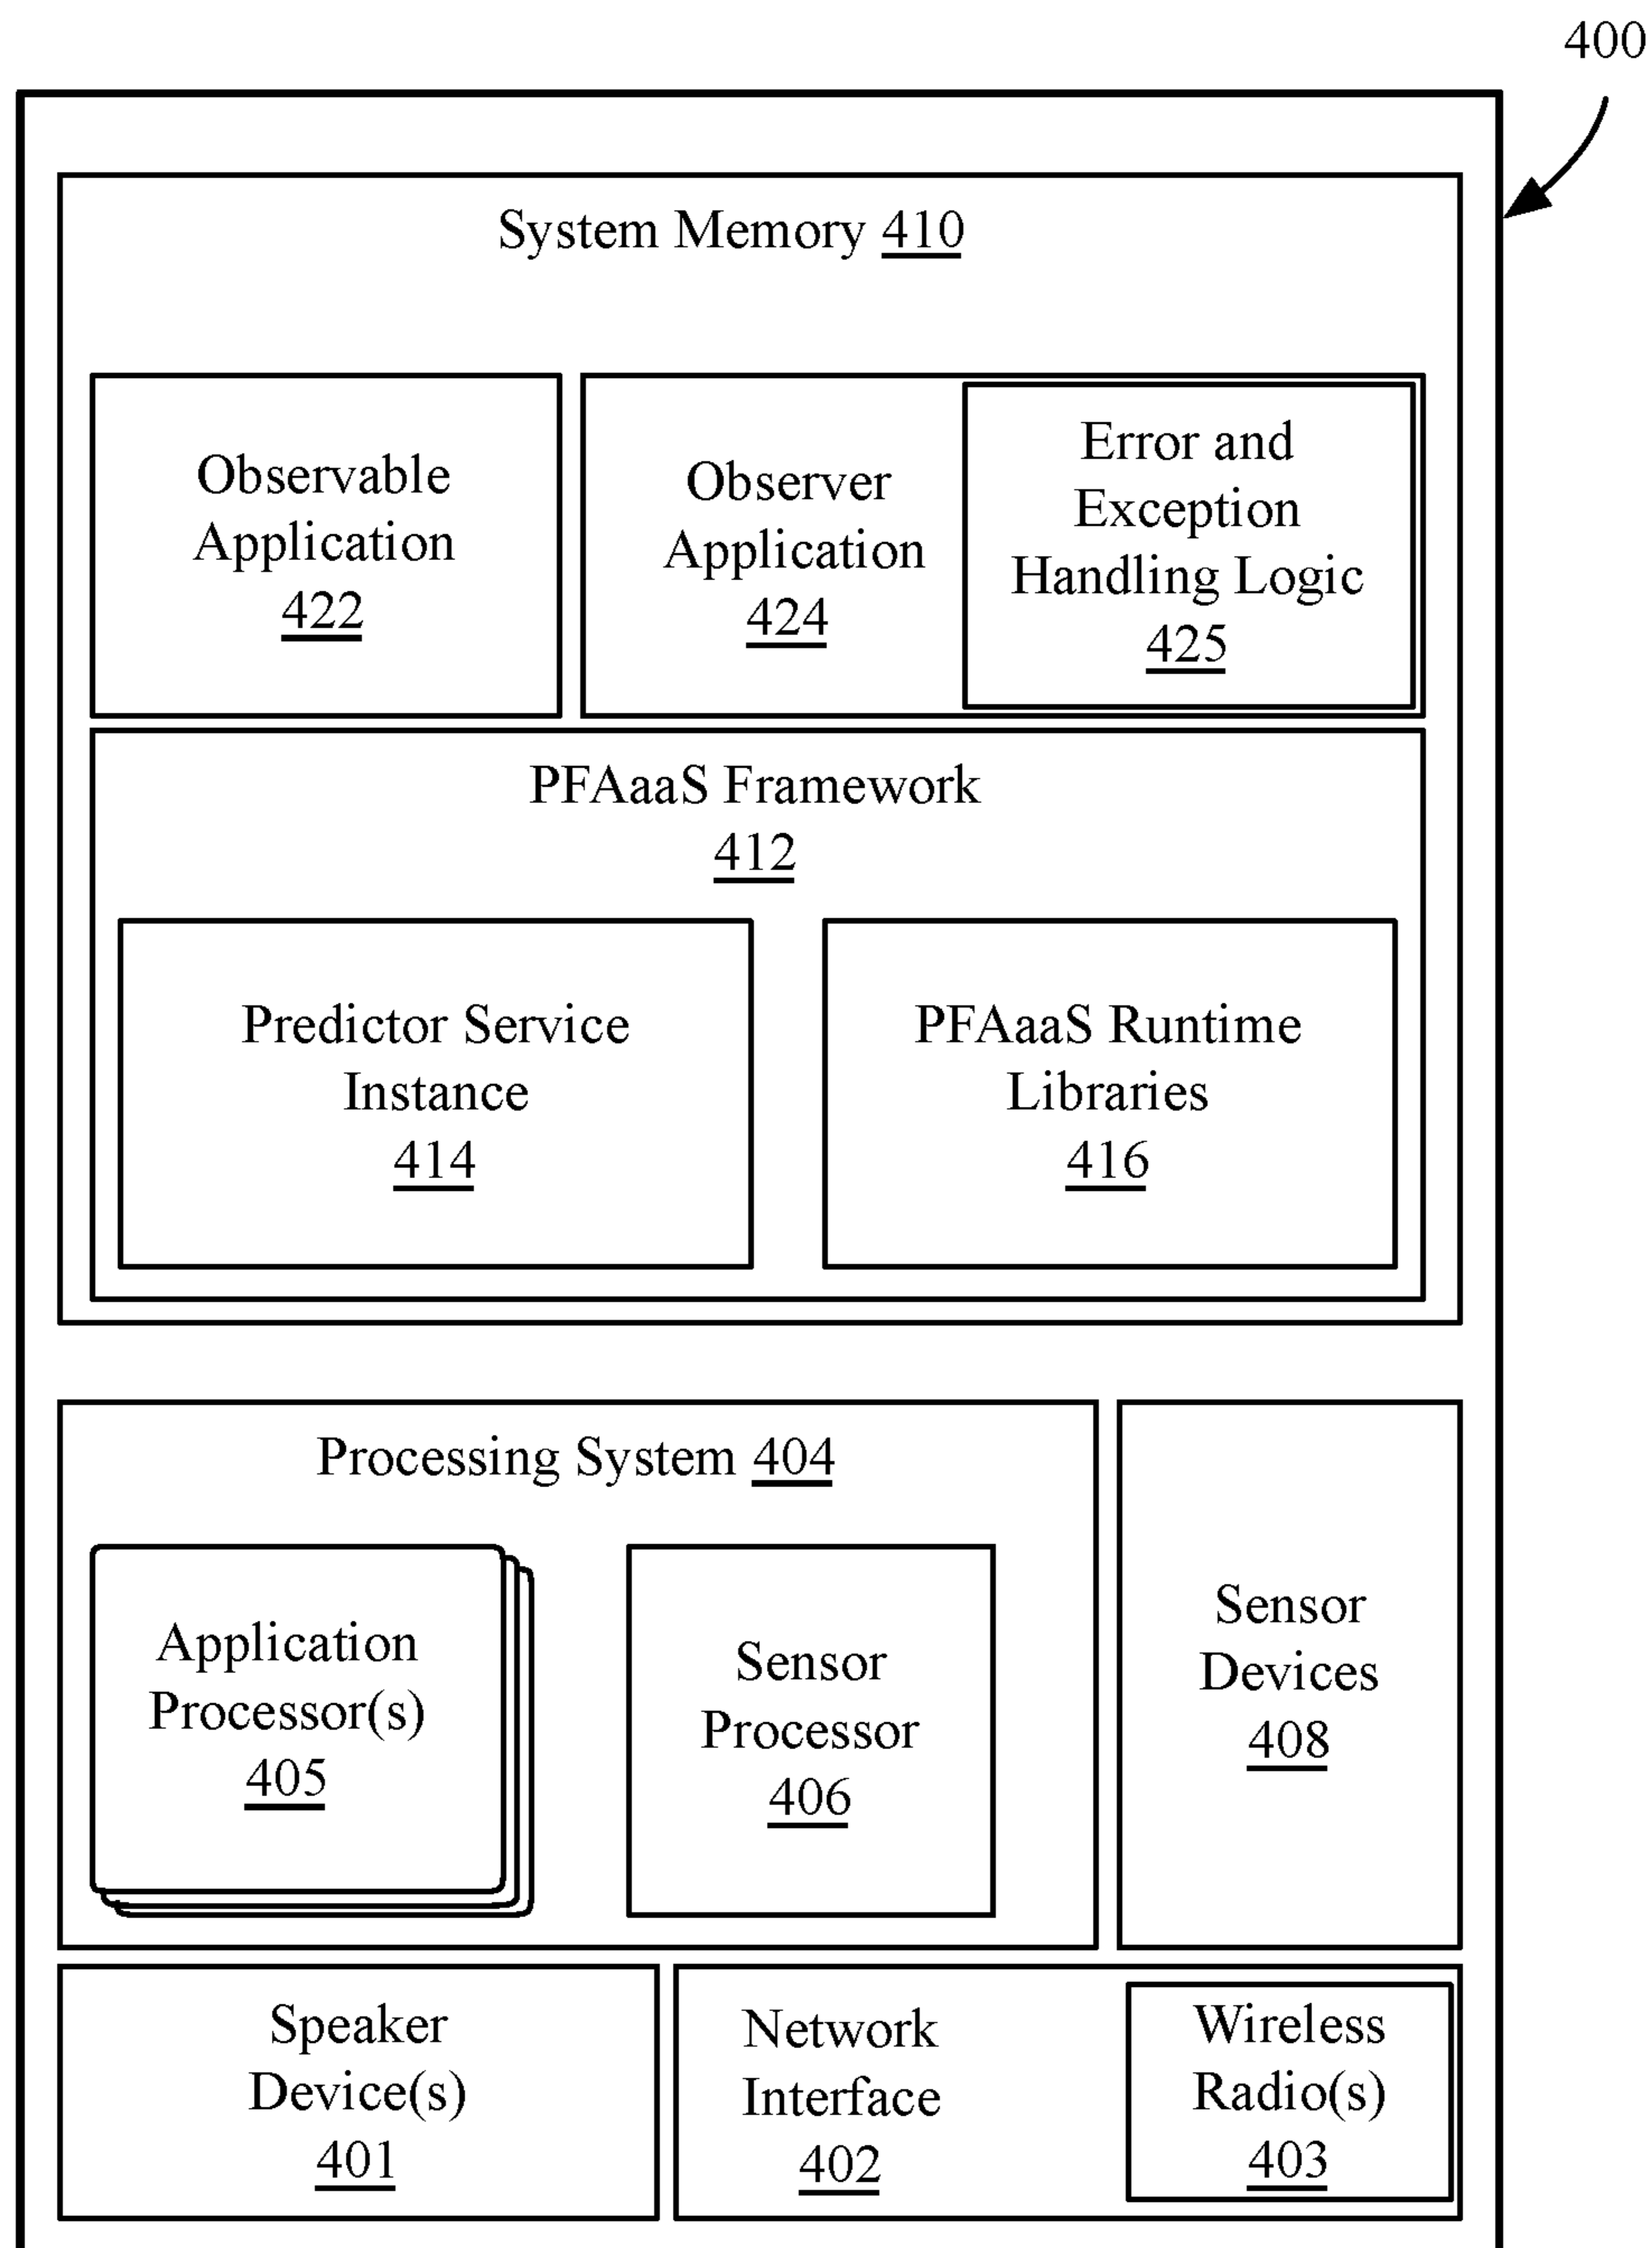 400
System Memory 410
Observable
Application
422
Observer
Application
424
Error and
Exception
Handling Logic
425
PFAaaS Framework
412
Predictor Service
Instance
414
PFAaaS Runtime
Libraries
416
Processing System 404
Application
Processor(s)
405
Sensor
Processor
406
Sensor
Devices
408
Speaker
Device(s)
401
Network
Interface
402
Wireless
Radio(s)
403